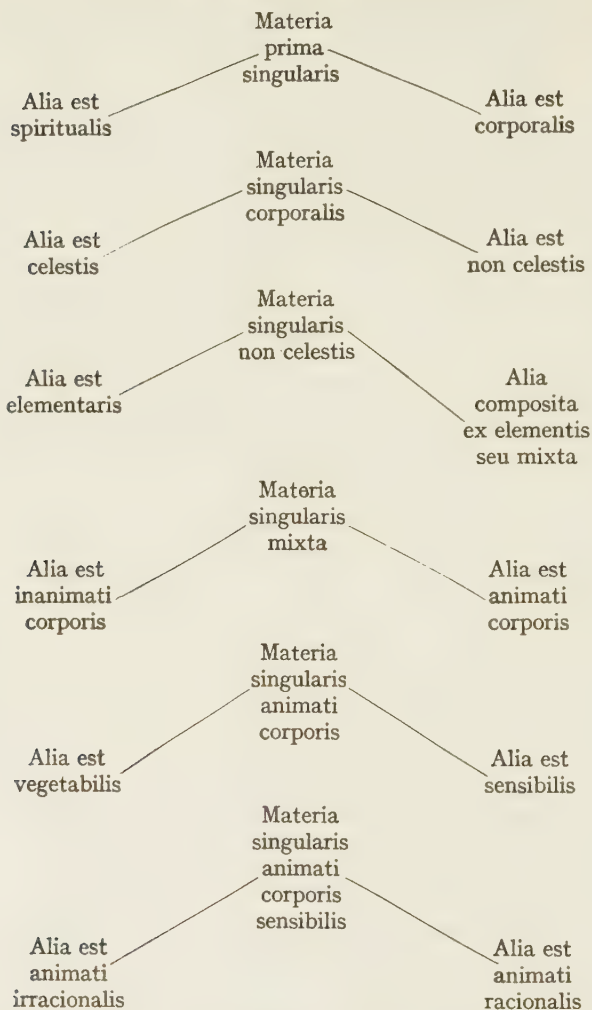 Materia
prima
singularis
Alia est
spiritualis
Alia est
corporalis
Materia
singularis
corporalis
Alia est
celestis
Alia est
non celestis
Materia
singularis
non celestis
Alia est
elementaris
Alia
composita
ex elementis
seu mixta
Materia
singularis
mixta
Alia est
inanimati
corporis
Alia est
animati
corporis
Materia
singularis
animati
corporis
Alia est
vegetabilis
Alia est
sensibilis
Materia
singularis
animati
corporis
sensibilis
Alia est
animati
irracionalis
Alia est
animati
racionalis